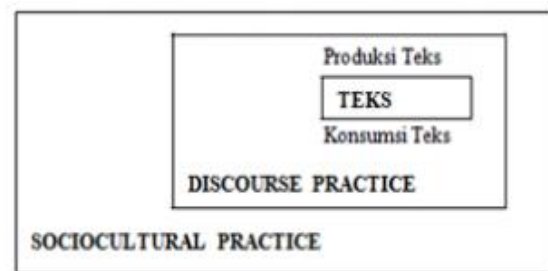 Produksi Teks
TEKS
Konsumsi Teks
DISCOURSE PRACTICE
SOCIOCULTURAL PRACTICE